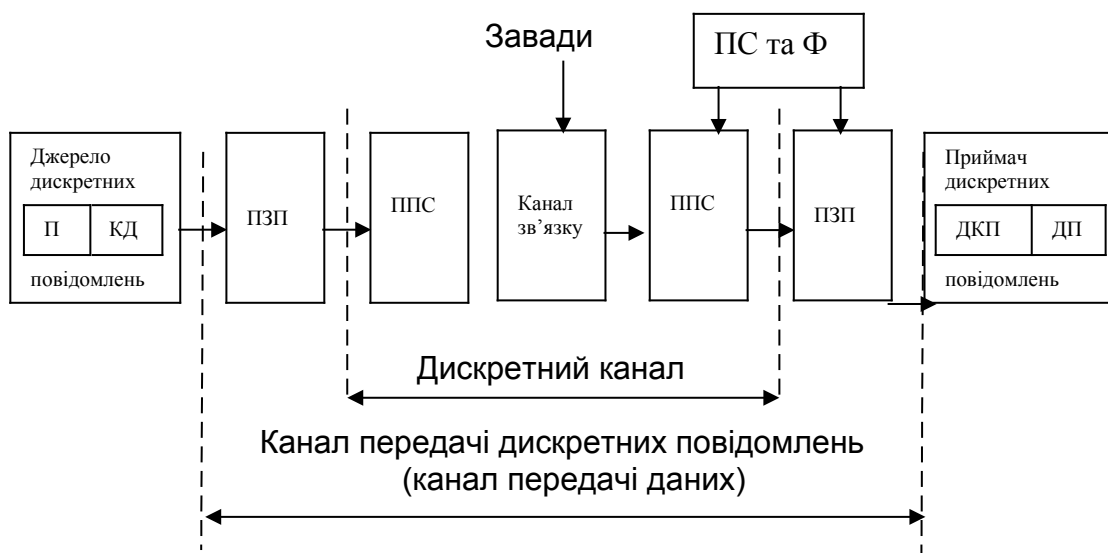 Завади
ПС та Ф
Джерело
дискретних
П
КД
повідомлень
ПЗП
ППС
Канал
зв’язку
ППС
ПЗП
Приймач
дискретних
ДКП
ДП
повідомлень
Дискретний канал
Канал передачі дискретних повідомлень
(канал передачі даних)